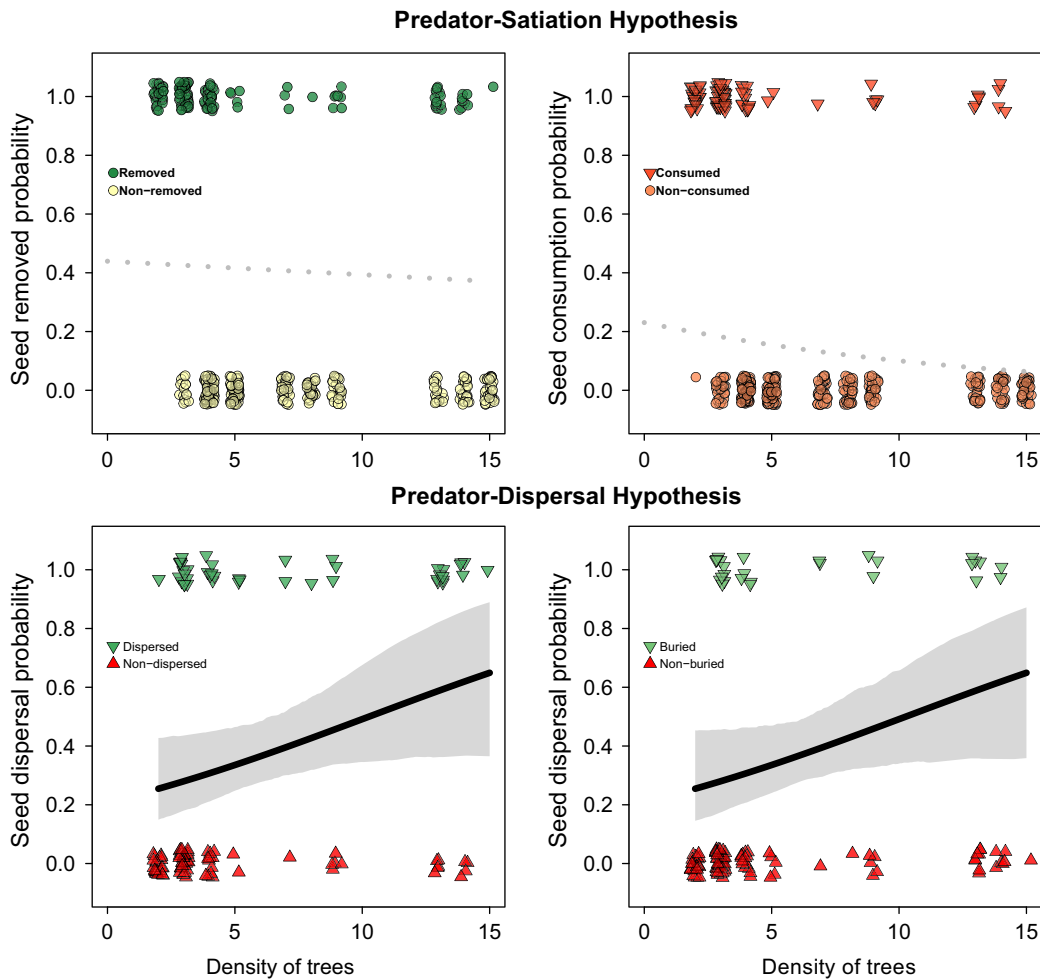 Predator-Satiation Hypothesis
Seed removed probability
1.0
0.8
0.6
0.4
0.2
0.0
Removed
Non−removed
0 5 10 15
Seed consumption probability
1.0
0.8
0.6
0.4
0.2
0.0
Consumed
Non−consumed
0 5 10 15
Predator-Dispersal Hypothesis
Seed dispersal probability
1.0
0.8
0.6
0.4
0.2
0.0
Dispersed
Non−dispersed
0 5 10 15
Density of trees
Seed dispersal probability
1.0
0.8
0.6
0.4
0.2
0.0
Buried
Non−buried
0 5 10 15
Density of trees